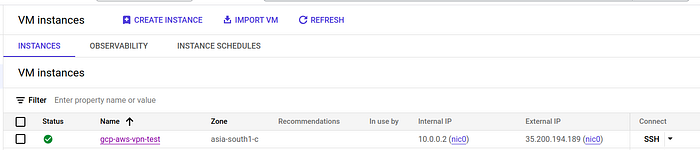 VM instances CREATE INSTANCE IMPORT VM REFRESH
INSTANCES OBSERVABILITY INSTANCE SCHEDULES
VM instances
Filter Enter property name or value
Status Name Zone Recommendations In use by Internal IP External IP Connect
gcp-aws-vpn-test asia-south1-c 10.0.0.2 (nic0) 35.200.194.189 (nic0) SSH